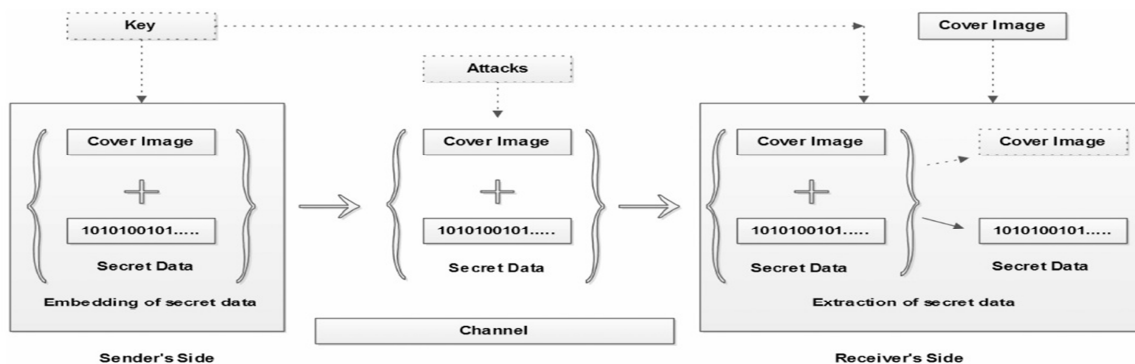 Key
Cover Image
Attacks
Cover Image
1010100101.....
Secret Data
Embedding of secret data
Sender's Side
Cover Image
1010100101.....
Secret Data
Channel
Cover Image
1010100101.....
Secret Data
Cover Image
1010100101.....
Secret Data
Extraction of secret data
Receiver's Side